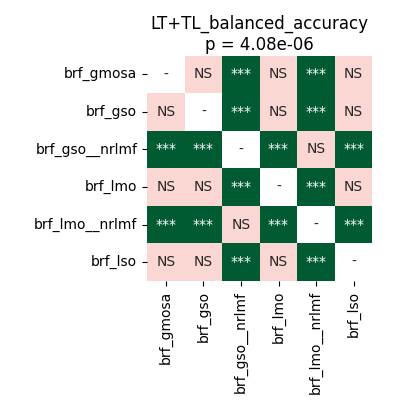 LT+TL_balanced_accuracy
p = 4.08e-06
brf_gmosa - NS *** NS *** NS
brf_gso NS - *** NS *** NS
brf_gso__nrlmf *** *** - *** NS ***
brf_lmo NS NS *** - *** NS
brf_lmo__nrlmf *** *** NS *** - ***
brf_lso NS NS *** NS *** -
brf_gmosa
brf_gso
brf_gso__nrlmf
brf_lmo
brf_lmo__nrlmf
brf_lso